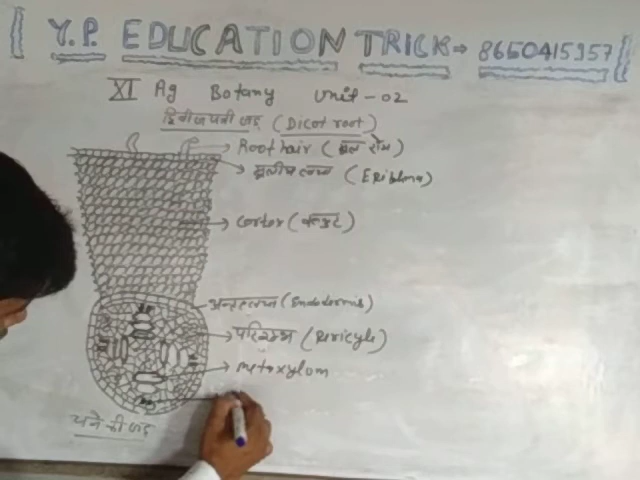 Y.P. EDUCATION TRICK → 8650415957
XI Ag Botany Unit - 02
द्विबीजपत्री जड़ (Dicot root)
Root hair (मूल रोम)
मूलीय त्वचा (Epiblema)
Cortex (वल्कुट)
अन्तस्त्वचा (Endodermis)
परिरम्भ (Pericycle)
metaxylem
चने की जड़